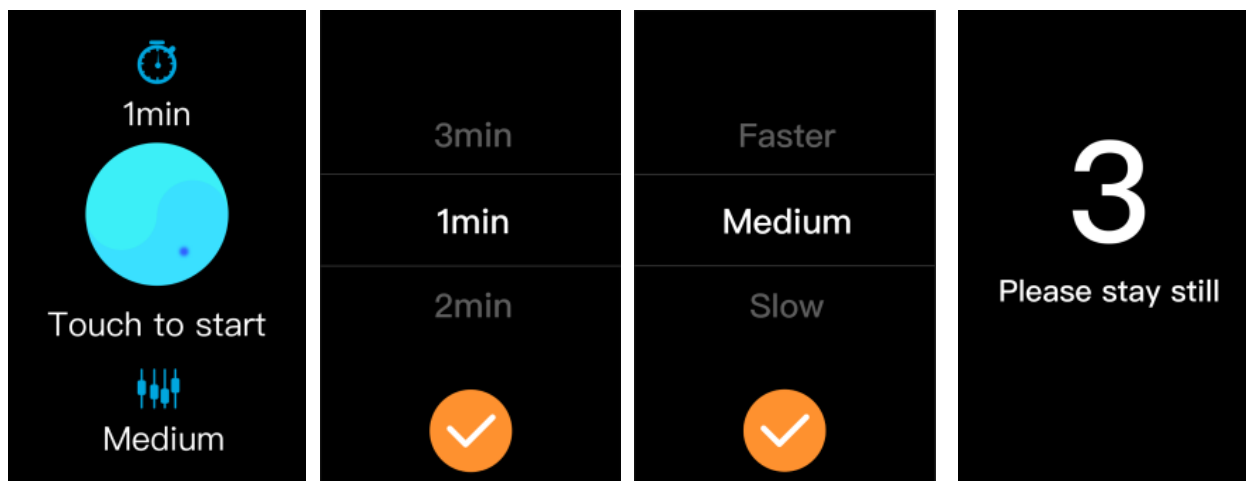 1min
Touch to start
Medium
3min
1min
2min
Faster
Medium
Slow
3
Please stay still